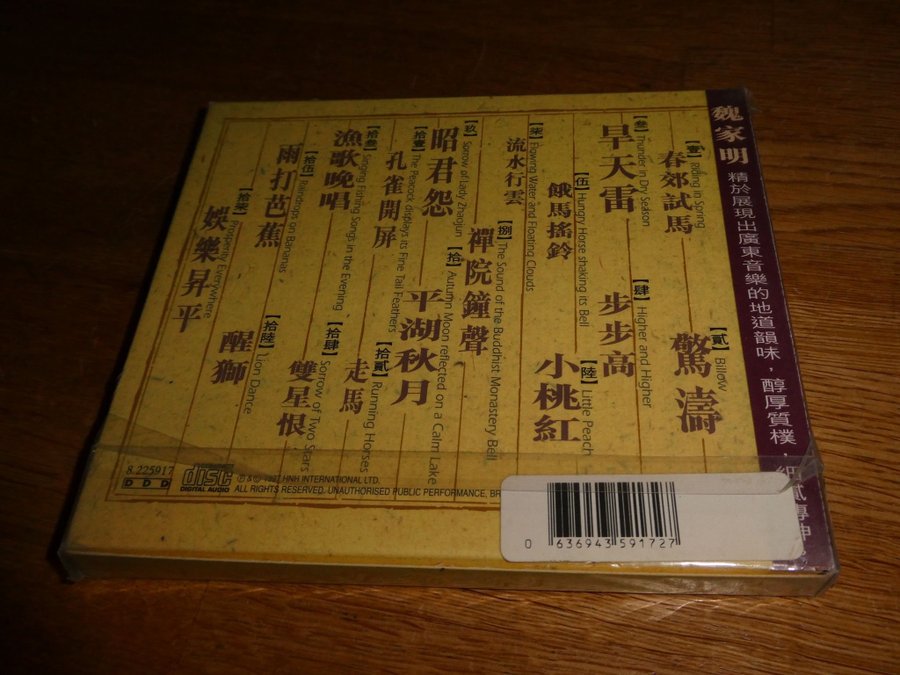 魏家明 精於展現出廣東音樂的地道韻味，醇厚質樸，
【壹】Riding in Spring
春郊試馬
【貳】Billow
驚濤
【叁】Thunder in Dry Season
旱天雷
【肆】Higher and Higher
步步高
【伍】Hungry Horse shaking its Bell
餓馬搖鈴
【陸】Little Peach
小桃紅
【柒】Flowing Water and Floating Clouds
流水行雲
【捌】The Sound of the Buddhist Monastery Bell
禪院鐘聲
【玖】Sorrow of Lady Zhaojun
昭君怨
【拾】Autumn Moon reflected on a Calm Lake
平湖秋月
【拾壹】The Peacock displays its Fine Tail Feathers
孔雀開屏
【拾貳】Running Horses
走馬
【拾叁】Singing Fishing Songs in the Evening
漁歌晚唱
【拾肆】Sorrow of Two Stars
雙星恨
【拾伍】Raindrops on Bananas
雨打芭蕉
【拾陸】Lion Dance
醒獅
【拾柒】Prosperity Everywhere
娛樂昇平
8.225917
D D D
disc
DIGITAL AUDIO
℗ & © 1997 HNH INTERNATIONAL LTD.
ALL RIGHTS RESERVED. UNAUTHORISED PUBLIC PERFORMANCE, BR
0 636943 591727